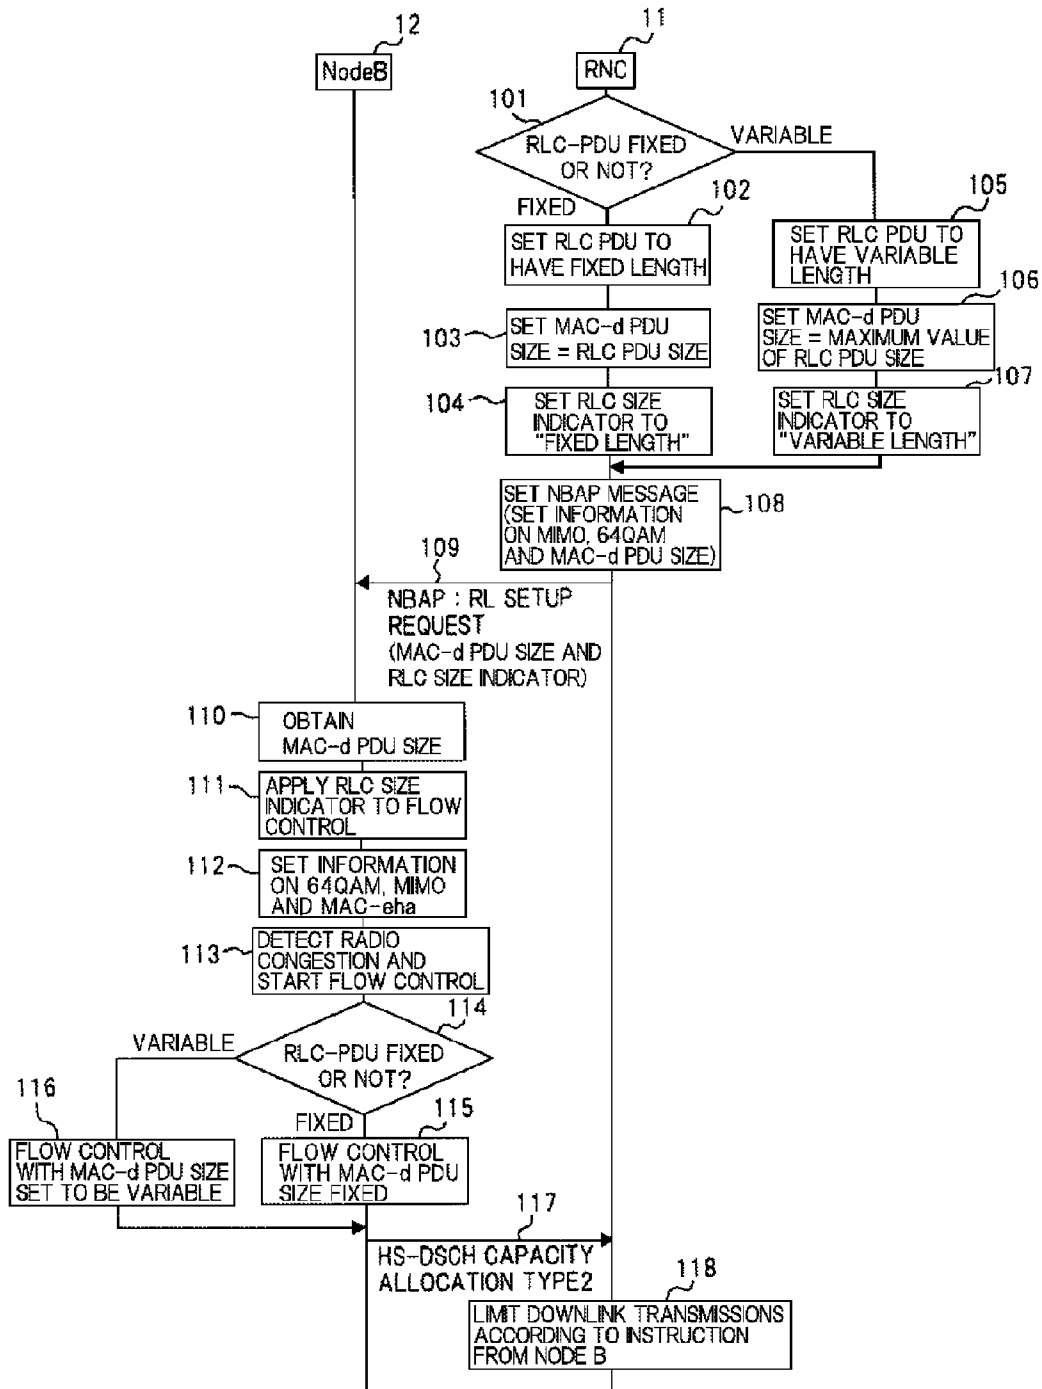 12
11
NodeB
RNC
101
RLC-PDU FIXED
OR NOT?
VARIABLE
FIXED
102
SET RLC PDU TO
HAVE FIXED LENGTH
105
SET RLC PDU TO
HAVE VARIABLE
LENGTH
103
SET MAC-d PDU
SIZE = RLC PDU SIZE
106
SET MAC-d PDU
SIZE = MAXIMUM VALUE
OF RLC PDU SIZE
104
SET RLC SIZE
INDICATOR TO
"FIXED LENGTH"
107
SET RLC SIZE
INDICATOR TO
"VARIABLE LENGTH"
SET NBAP MESSAGE
(SET INFORMATION
ON MIMO, 64QAM
AND MAC-d PDU SIZE)
108
109
NBAP : RL SETUP
REQUEST
(MAC-d PDU SIZE AND
RLC SIZE INDICATOR)
110
OBTAIN
MAC-d PDU SIZE
111
APPLY RLC SIZE
INDICATOR TO FLOW
CONTROL
112
SET INFORMATION
ON 64QAM, MIMO
AND MAC-eha
113
DETECT RADIO
CONGESTION AND
START FLOW CONTROL
114
RLC-PDU FIXED
OR NOT?
VARIABLE
FIXED
116
FLOW CONTROL
WITH MAC-d PDU SIZE
SET TO BE VARIABLE
115
FLOW CONTROL
WITH MAC-d PDU
SIZE FIXED
117
HS-DSCH CAPACITY
ALLOCATION TYPE2
118
LIMIT DOWNLINK TRANSMISSIONS
ACCORDING TO INSTRUCTION
FROM NODE B